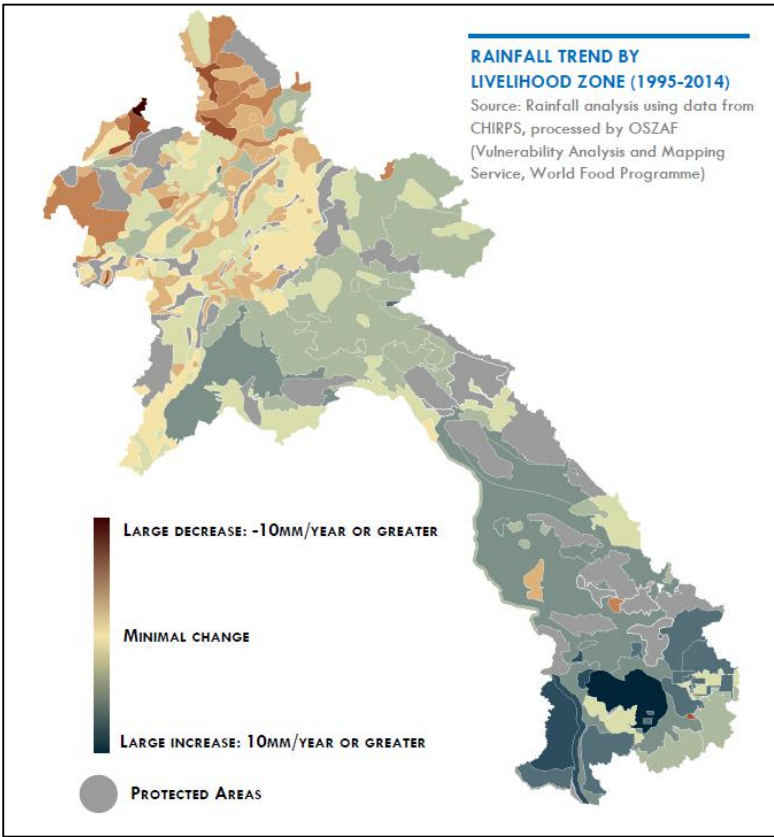 RAINFALL TREND BY
LIVELIHOOD ZONE (1995-2014)
Source: Rainfall analysis using data from
CHIRPS, processed by OSZAF
(Vulnerability Analysis and Mapping
Service, World Food Programme)
LARGE DECREASE: -10MM/YEAR OR GREATER
MINIMAL CHANGE
LARGE INCREASE: 10MM/YEAR OR GREATER
PROTECTED AREAS